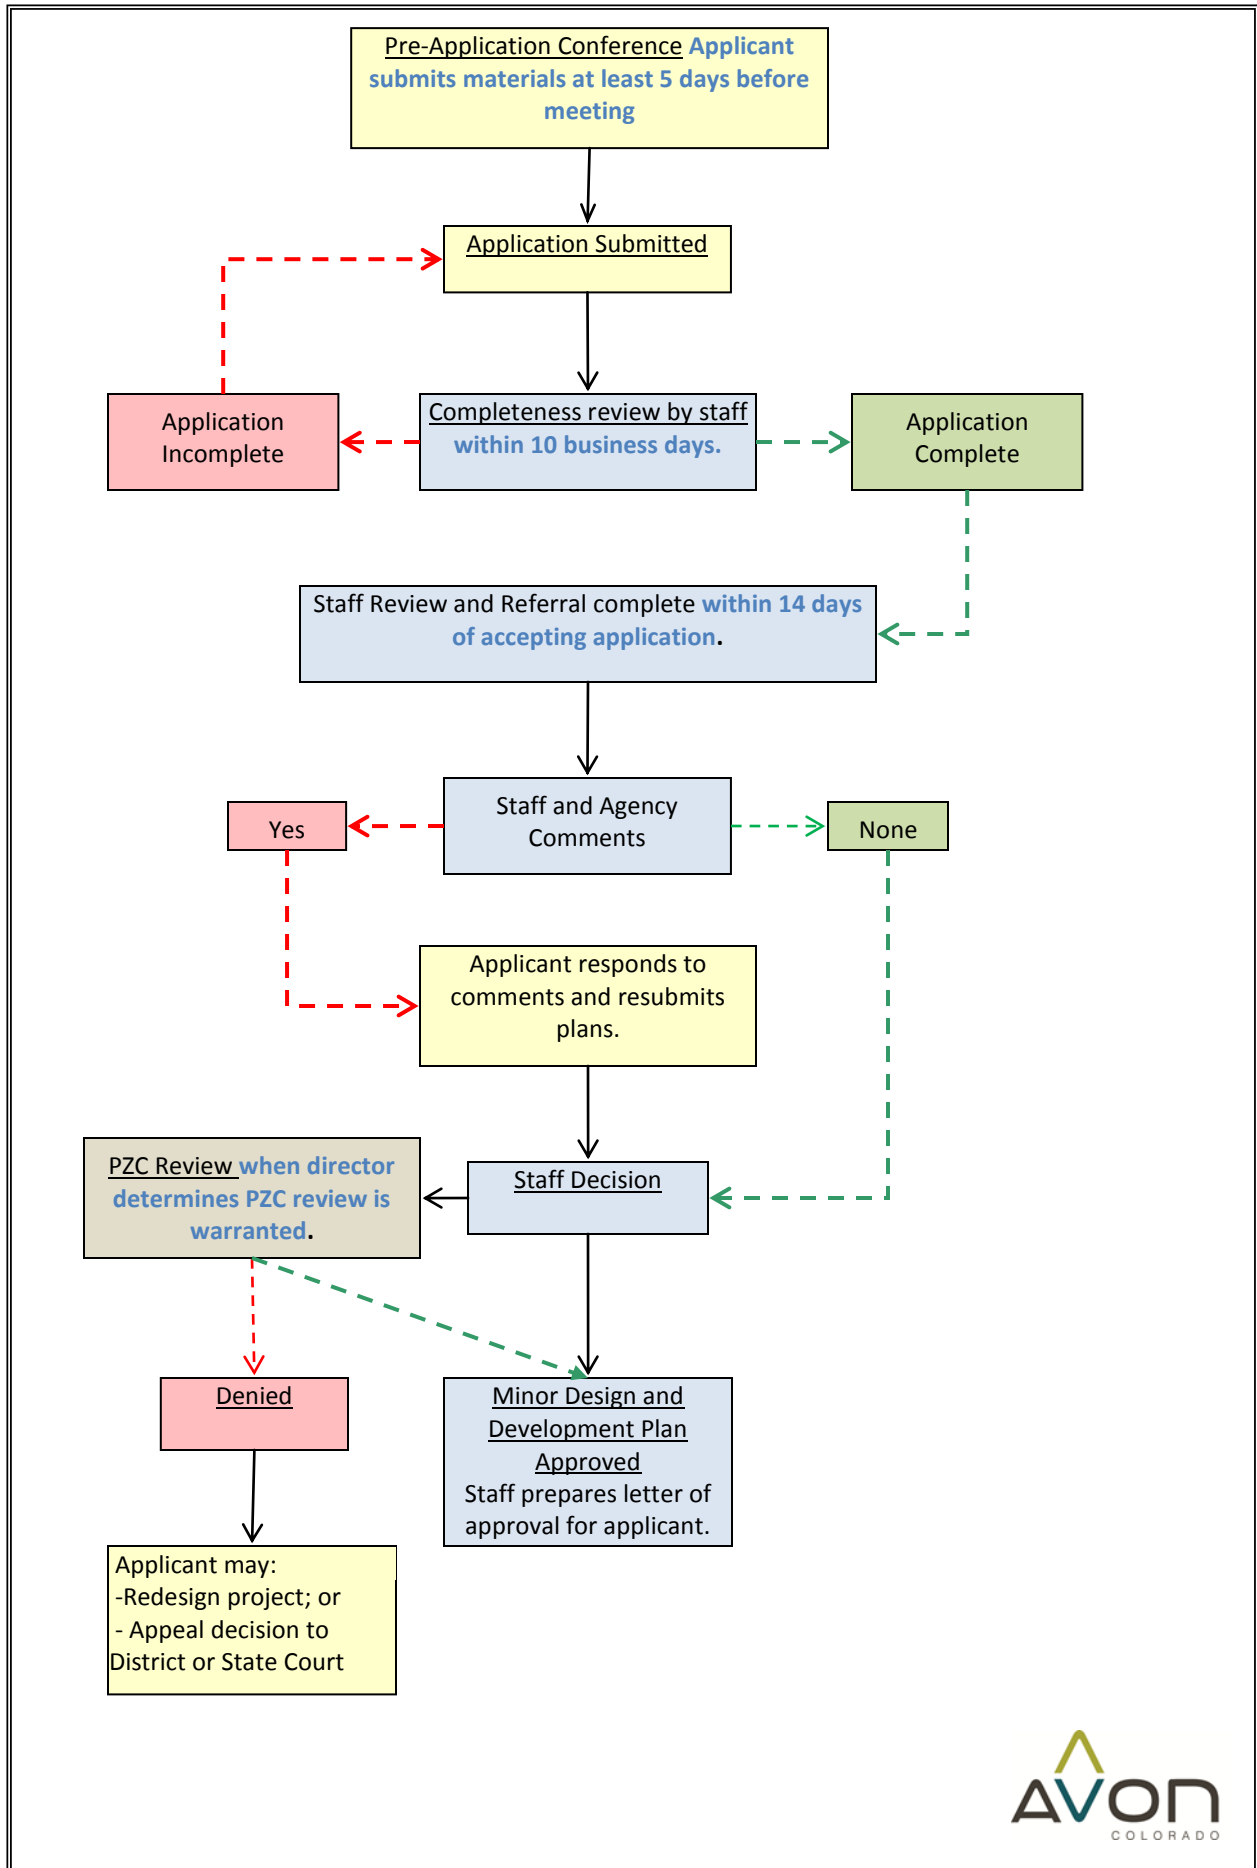 Pre-Application Conference Applicant
submits materials at least 5 days before
meeting
Application Submitted
Application
Incomplete
Completeness review by staff
within 10 business days.
Application
Complete
Staff Review and Referral complete within 14 days
of accepting application.
Yes
Staff and Agency
Comments
None
Applicant responds to
comments and resubmits
plans.
PZC Review when director
determines PZC review is
warranted.
Staff Decision
Denied
Minor Design and
Development Plan
Approved
Staff prepares letter of
approval for applicant.
Applicant may:
-Redesign project; or
- Appeal decision to
District or State Court
AVON
COLORADO